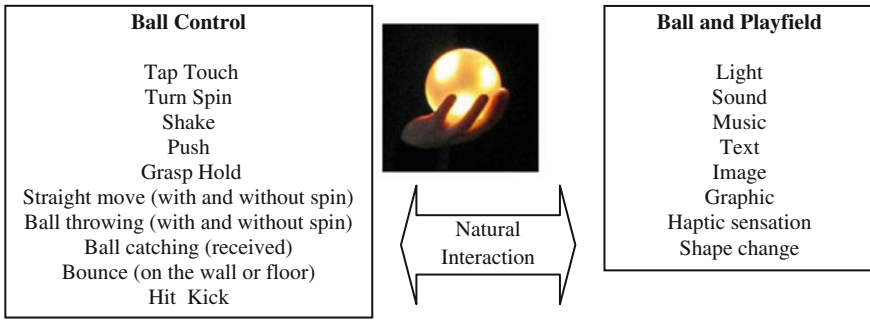 Ball Control
Tap Touch
Turn Spin
Shake
Push
Grasp Hold
Straight move (with and without spin)
Ball throwing (with and without spin)
Ball catching (received)
Bounce (on the wall or floor)
Hit Kick
Natural
Interaction
Ball and Playfield
Light
Sound
Music
Text
Image
Graphic
Haptic sensation
Shape change